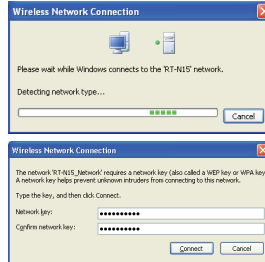 Wireless Network Connection
Please wait while Windows connects to the 'RT-N15' network.
Detecting network type...
Cancel
Wireless Network Connection
The network 'RT-N15_Network' requires a network key (also called a WEP key or WPA key
A network key helps prevent unknown intruders from connecting to this network.
Type the key, and then click Connect.
Network key: ••••••••••
Confirm network key: ••••••••••
Connect Cancel